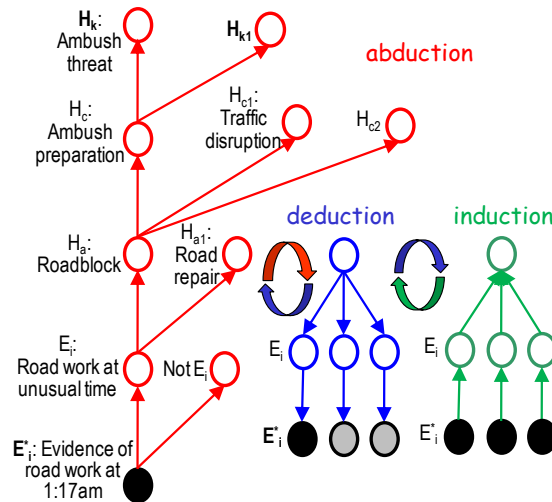 H_k:
Ambush
threat
H_k1
abduction
H_c:
Ambush
preparation
H_c1:
Traffic
disruption
H_c2
H_a:
Roadblock
H_a1:
Road
repair
deduction
induction
E_i:
Road work at
unusual time
Not E_i
E_i
E_i
E*_i: Evidence of
road work at
1:17am
E*_i
E*_i